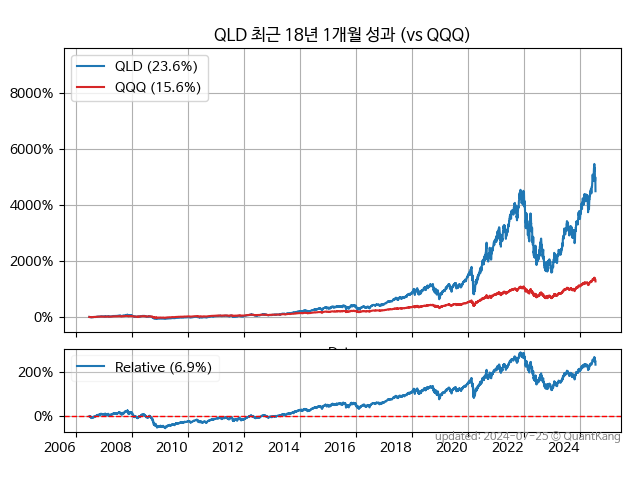 QLD 최근 18년 1개월 성과 (vs QQQ)
QLD (23.6%)
QQQ (15.6%)
8000%
6000%
4000%
2000%
0%
Relative (6.9%)
200%
0%
2006 2008 2010 2012 2014 2016 2018 2020 2022 2024
updated: 2024-07-25 © QuantKang